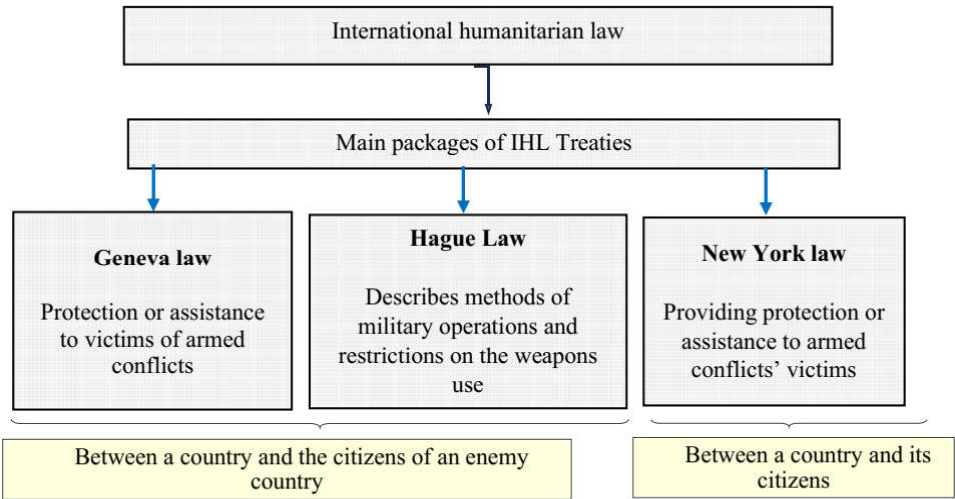 International humanitarian law
Main packages of IHL Treaties
Geneva law
Protection or assistance
to victims of armed
conflicts
Hague Law
Describes methods of
military operations and
restrictions on the weapons
use
New York law
Providing protection or
assistance to armed
conflicts’ victims
Between a country and the citizens of an enemy
country
Between a country and its
citizens